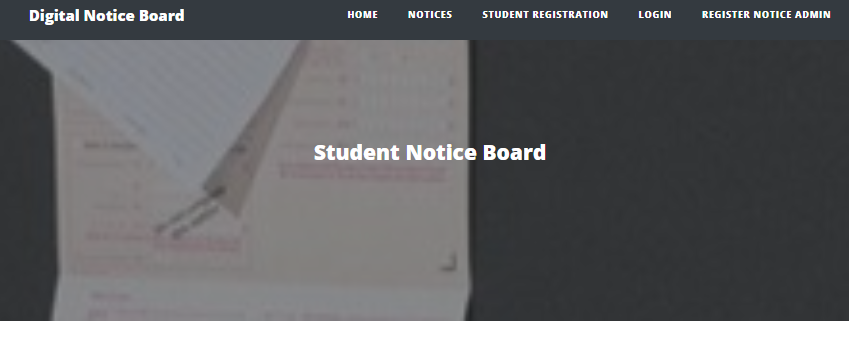 Digital Notice Board
HOME NOTICES STUDENT REGISTRATION LOGIN REGISTER NOTICE ADMIN
Student Notice Board